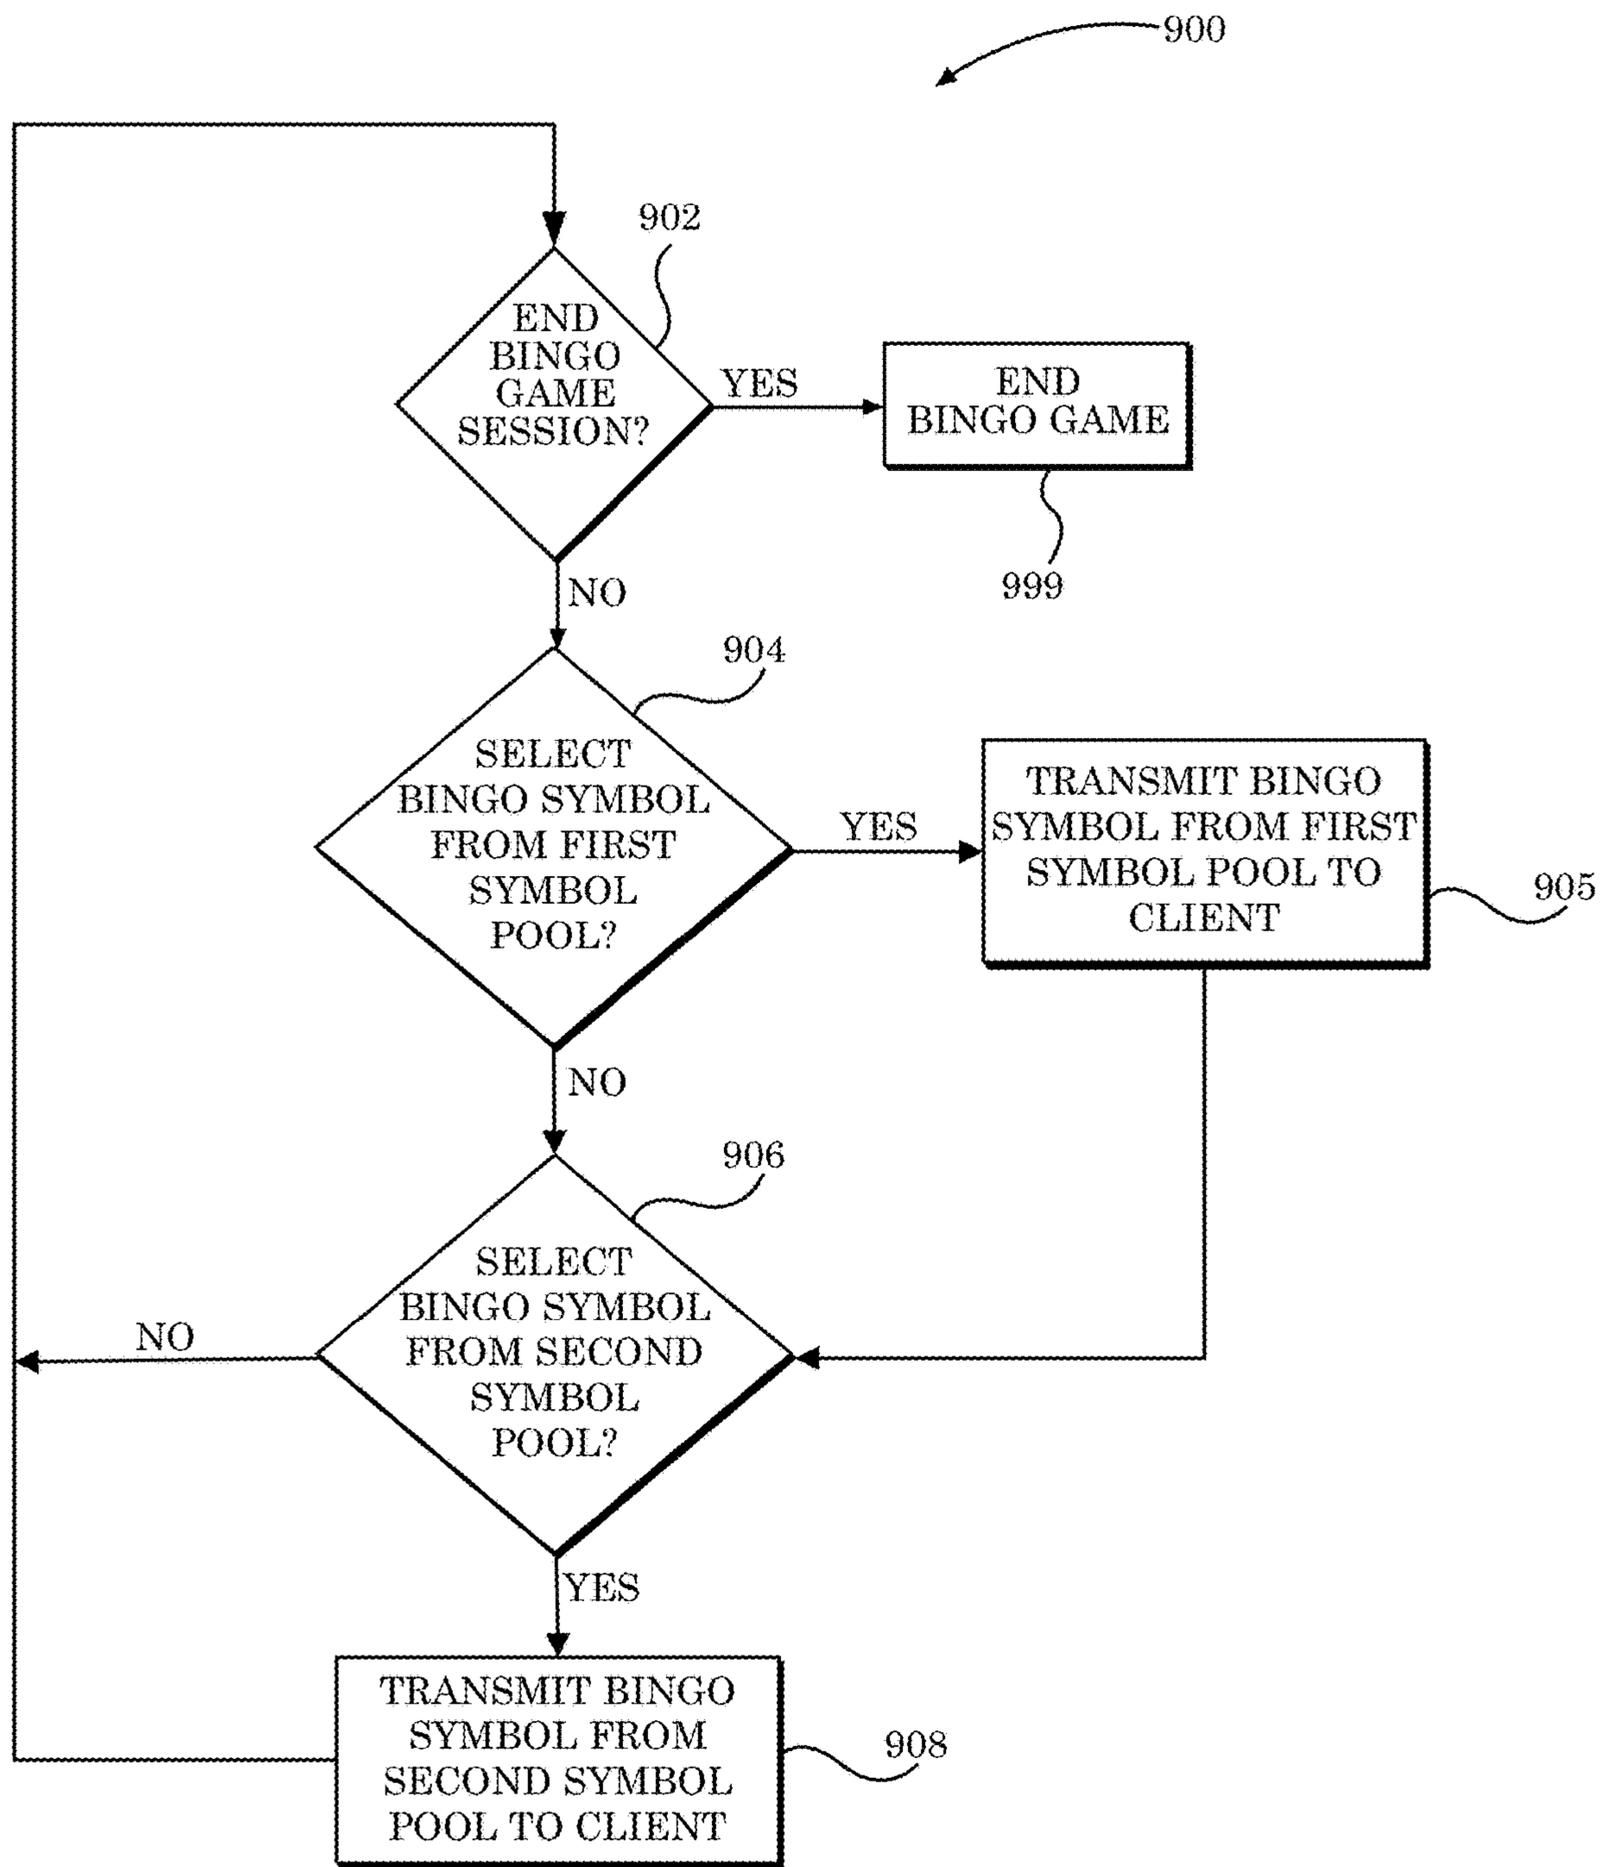 900
902
END
BINGO
GAME
SESSION?
YES
END
BINGO GAME
999
NO
904
SELECT
BINGO SYMBOL
FROM FIRST
SYMBOL
POOL?
YES
TRANSMIT BINGO
SYMBOL FROM FIRST
SYMBOL POOL TO
CLIENT
905
NO
906
SELECT
BINGO SYMBOL
FROM SECOND
SYMBOL
POOL?
NO
YES
TRANSMIT BINGO
SYMBOL FROM
SECOND SYMBOL
POOL TO CLIENT
908